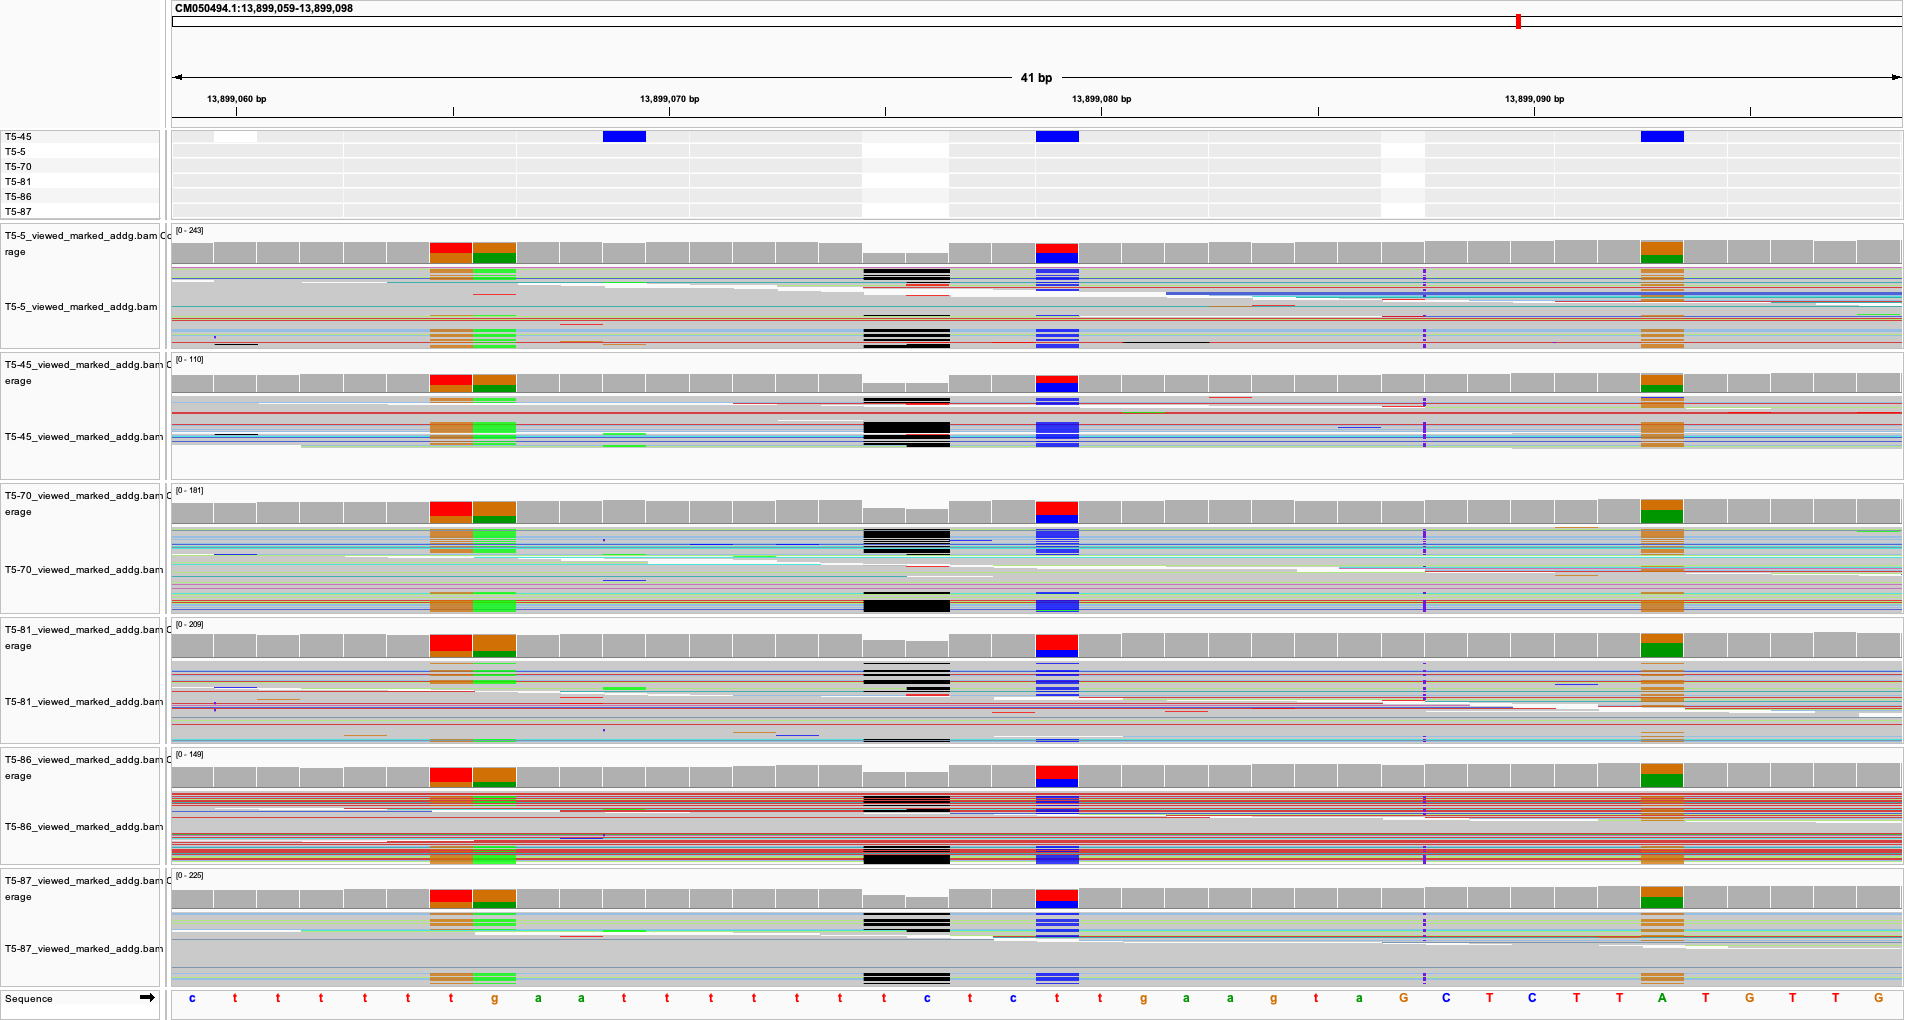 CM050494.1:13,899,059-13,899,098
41 bp
13,899,060 bp 13,899,070 bp 13,899,080 bp 13,899,090 bp
T5-45
T5-5
T5-70
T5-81
T5-86
T5-87
T5-5_viewed_marked_addg.bam Co
rage
[0 - 243]
T5-5_viewed_marked_addg.bam
T5-45_viewed_marked_addg.bam C
erage
[0 - 110]
T5-45_viewed_marked_addg.bam
T5-70_viewed_marked_addg.bam C
erage
[0 - 181]
T5-70_viewed_marked_addg.bam
T5-81_viewed_marked_addg.bam C
erage
[0 - 209]
T5-81_viewed_marked_addg.bam
T5-86_viewed_marked_addg.bam C
erage
[0 - 149]
T5-86_viewed_marked_addg.bam
T5-87_viewed_marked_addg.bam C
erage
[0 - 225]
T5-87_viewed_marked_addg.bam
Sequence c t t t t t t g a a t t t t t t t c t c t t g a a g t a G C T C T T A T G T T G